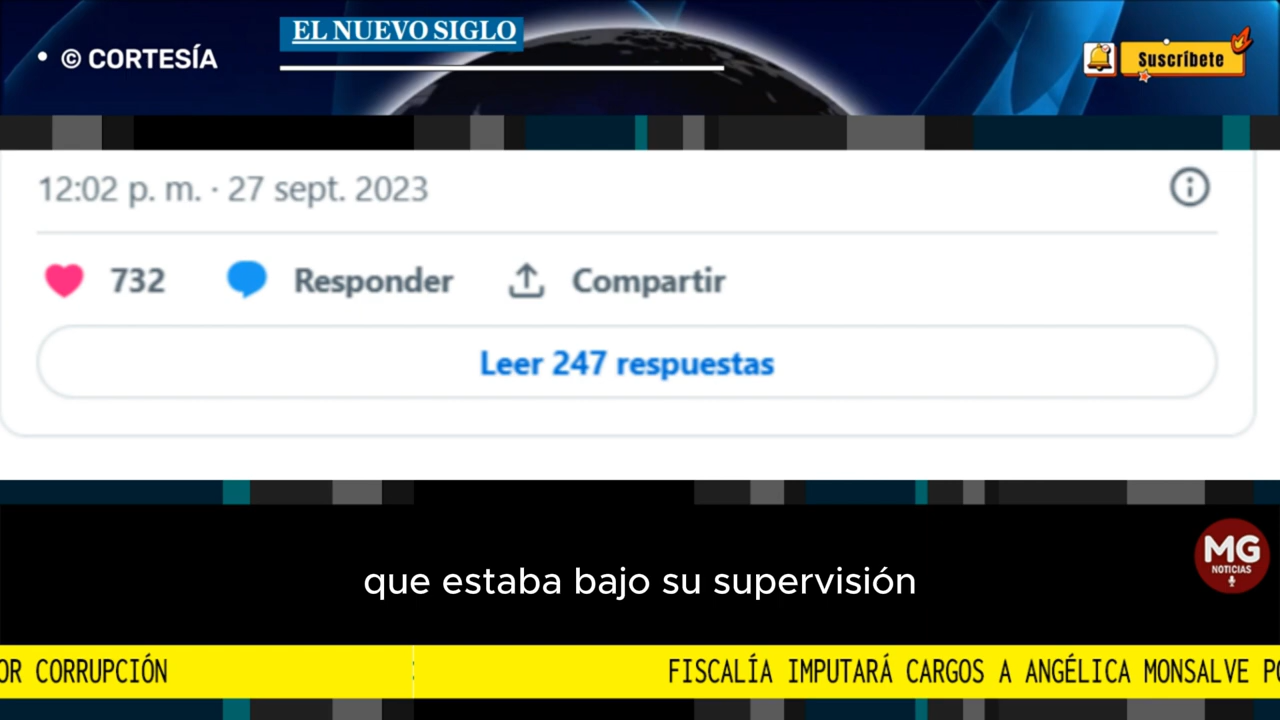 EL NUEVO SIGLO
• © CORTESÍA
Suscríbete
12:02 p. m. · 27 sept. 2023
732 Responder Compartir
Leer 247 respuestas
MG
NOTICIAS
que estaba bajo su supervisión
OR CORRUPCIÓN FISCALÍA IMPUTARÁ CARGOS A ANGÉLICA MONSALVE